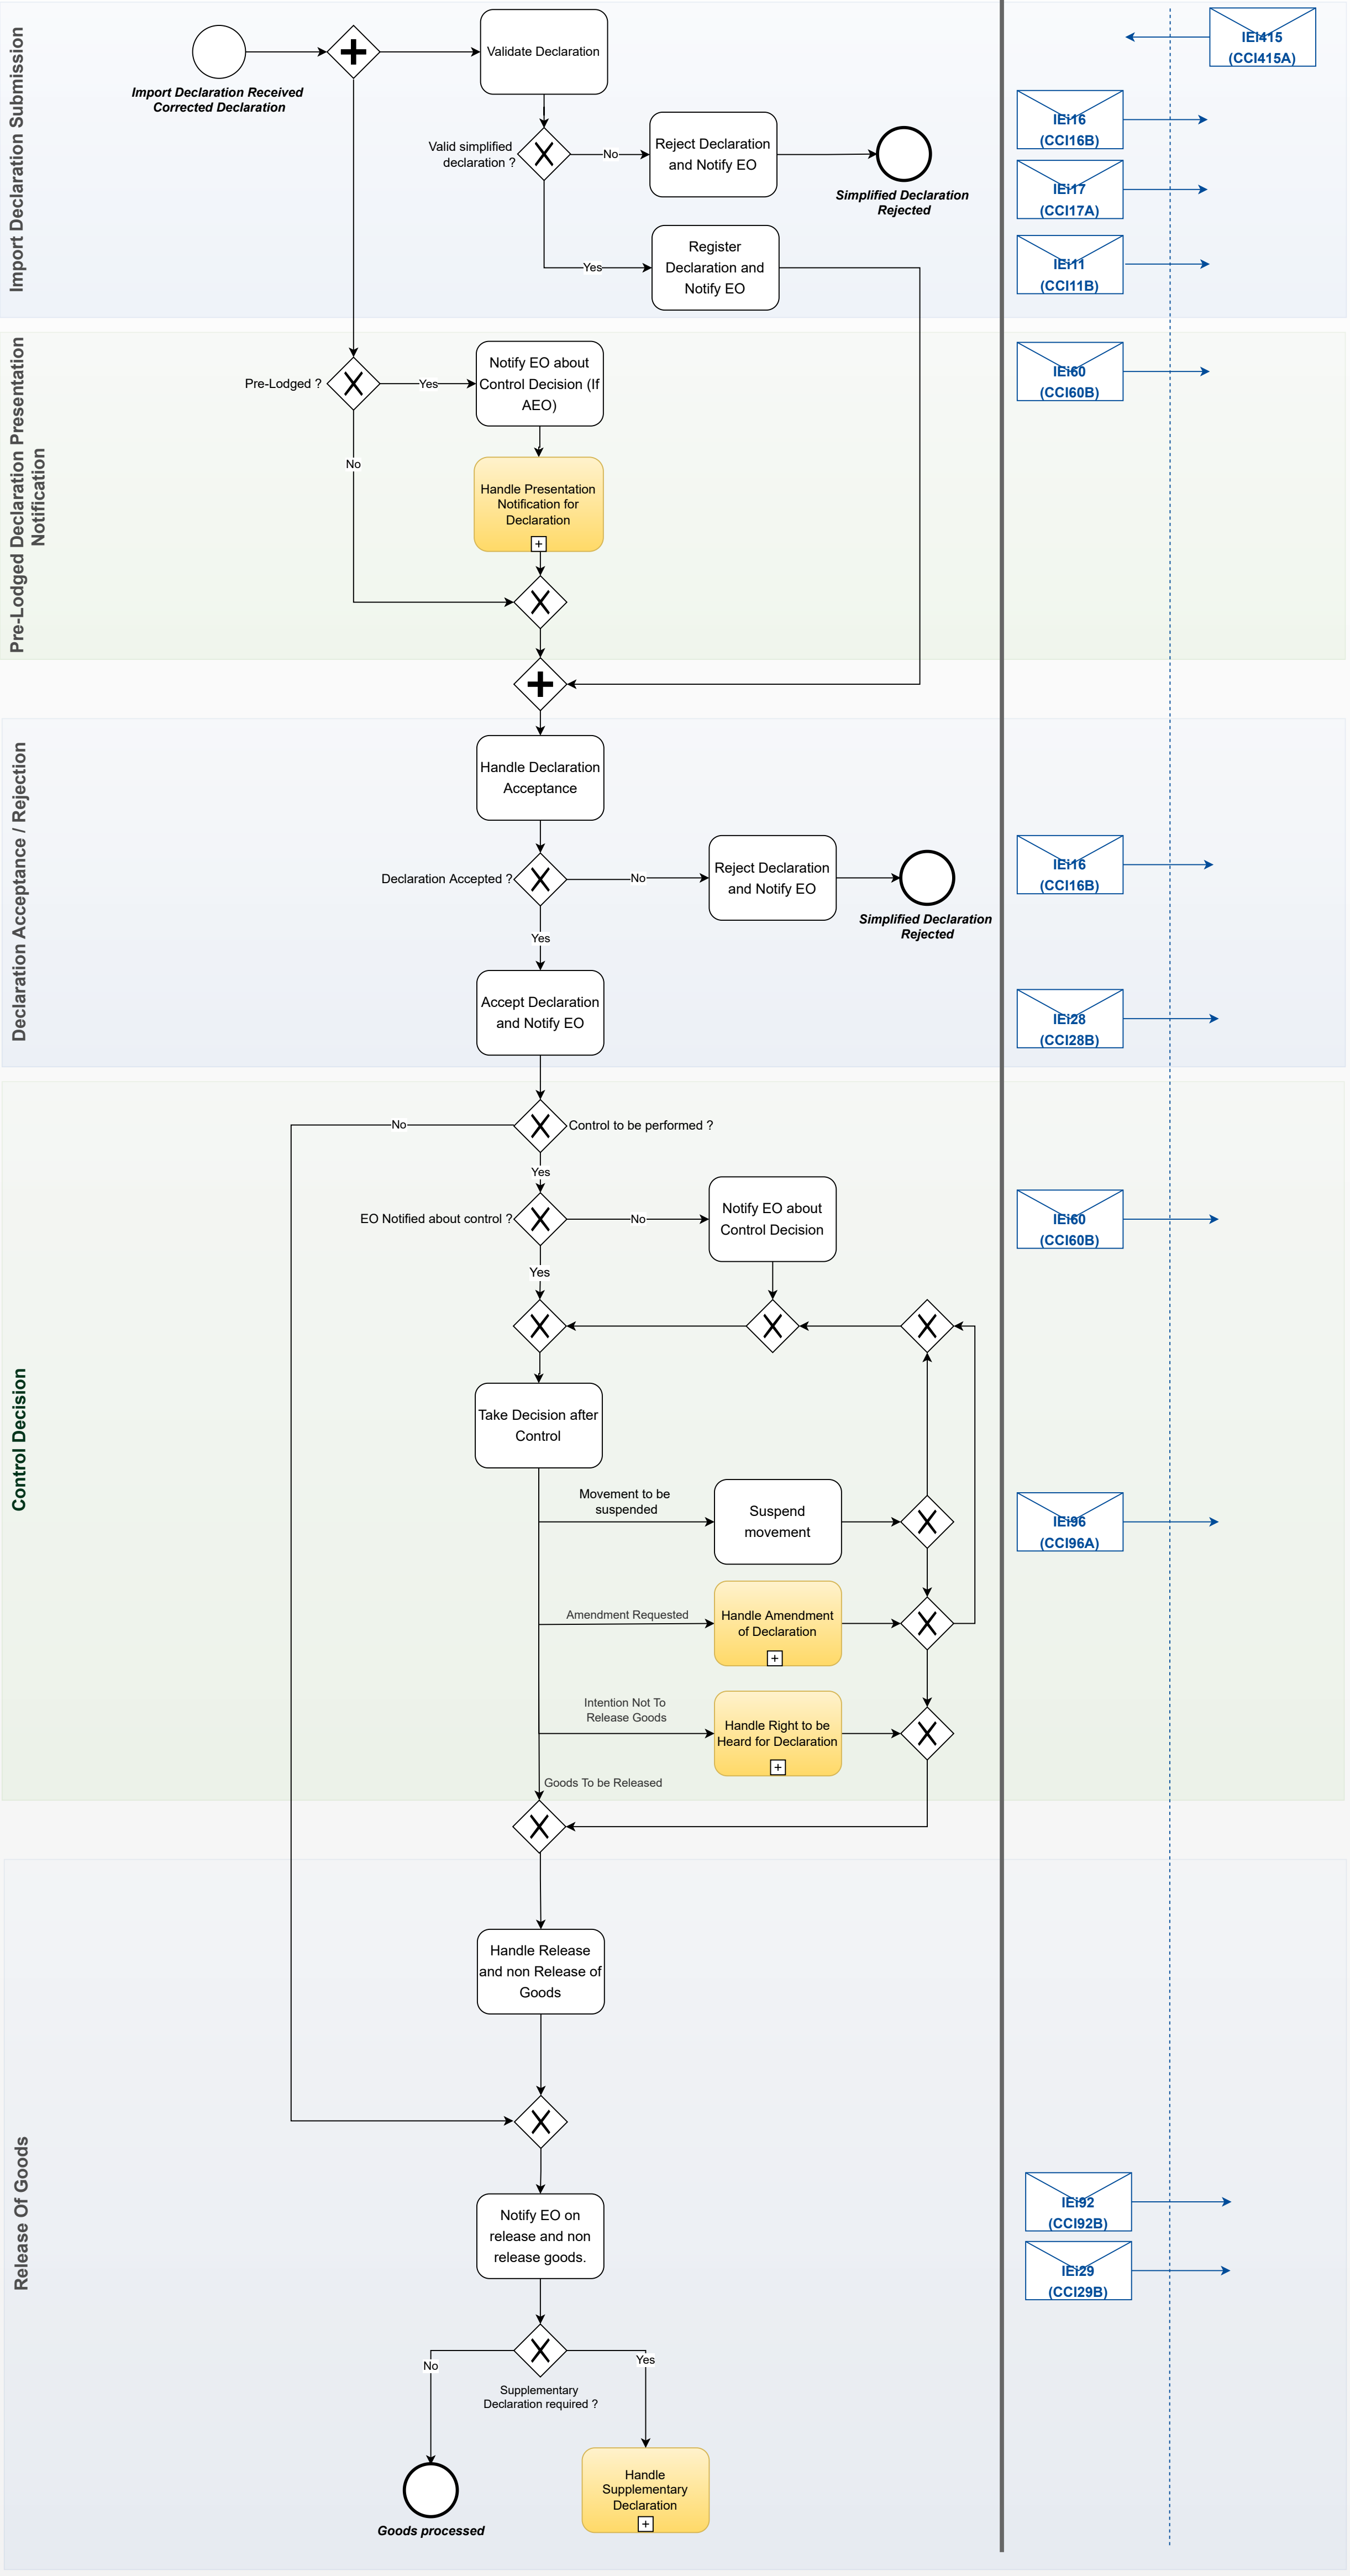 Import Declaration Submission
Import Declaration Received
Corrected Declaration
Validate Declaration
Valid simplified
declaration ?
No
Reject Declaration
and Notify EO
Simplified Declaration
Rejected
Yes
Register
Declaration and
Notify EO
IEi415
(CCI415A)
IEi16
(CCI16B)
IEi17
(CCI17A)
IEi11
(CCI11B)
Pre-Lodged Declaration Presentation
Notification
Pre-Lodged ?
Yes
Notify EO about
Control Decision (If
AEO)
No
Handle Presentation
Notification for
Declaration
IEi60
(CCI60B)
Declaration Acceptance / Rejection
Handle Declaration
Acceptance
Declaration Accepted ?
No
Reject Declaration
and Notify EO
Simplified Declaration
Rejected
Yes
Accept Declaration
and Notify EO
IEi16
(CCI16B)
IEi28
(CCI28B)
Control Decision
No
Control to be performed ?
Yes
EO Notified about control ?
No
Notify EO about
Control Decision
Yes
IEi60
(CCI60B)
Take Decision after
Control
Movement to be
suspended
Suspend
movement
IEi96
(CCI96A)
Amendment Requested
Handle Amendment
of Declaration
Intention Not To
Release Goods
Handle Right to be
Heard for Declaration
Goods To be Released
Release Of Goods
Handle Release
and non Release of
Goods
Notify EO on
release and non
release goods.
IEi92
(CCI92B)
IEi29
(CCI29B)
No
Yes
Supplementary
Declaration required ?
Handle
Supplementary
Declaration
Goods processed